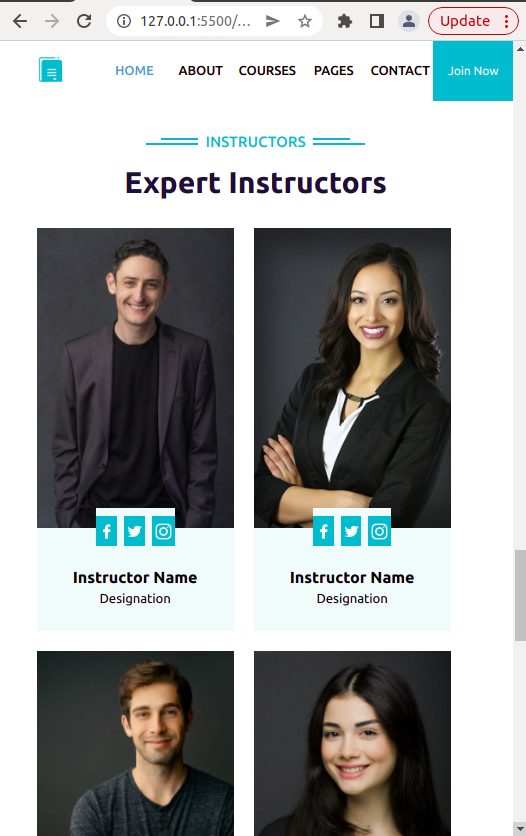 127.0.0.1:5500/...
Update
HOME ABOUT COURSES PAGES CONTACT Join Now
INSTRUCTORS
Expert Instructors
Instructor Name Instructor Name
Designation Designation